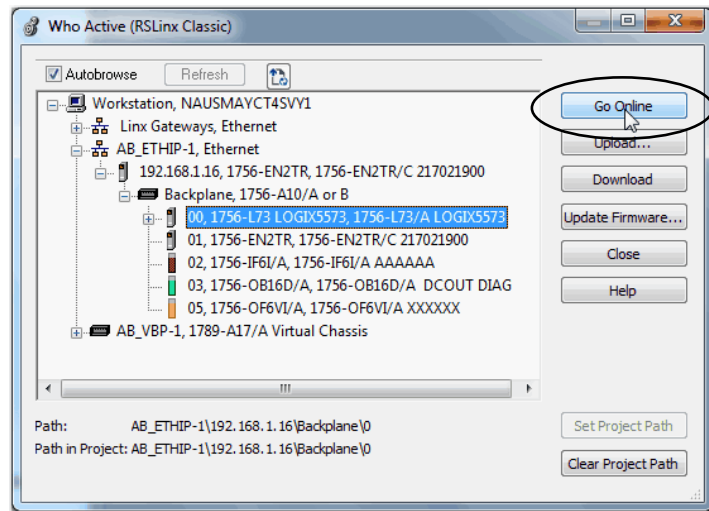 Who Active (RSLinx Classic)
Autobrowse Refresh
Workstation, NAUSMAYCT4SVY1
Linx Gateways, Ethernet
AB_ETHIP-1, Ethernet
192.168.1.16, 1756-EN2TR, 1756-EN2TR/C 217021900
Backplane, 1756-A10/A or B
00, 1756-L73 LOGIX5573, 1756-L73/A LOGIX5573
01, 1756-EN2TR, 1756-EN2TR/C 217021900
02, 1756-IF6I/A, 1756-IF6I/A AAAAAA
03, 1756-OB16D/A, 1756-OB16D/A DCOUT DIAG
05, 1756-OF6VI/A, 1756-OF6VI/A XXXXXX
AB_VBP-1, 1789-A17/A Virtual Chassis
Go Online
Upload...
Download
Update Firmware...
Close
Help
Path: AB_ETHIP-1\192.168.1.16\Backplane\0
Path in Project: AB_ETHIP-1\192.168.1.16\Backplane\0
Set Project Path
Clear Project Path